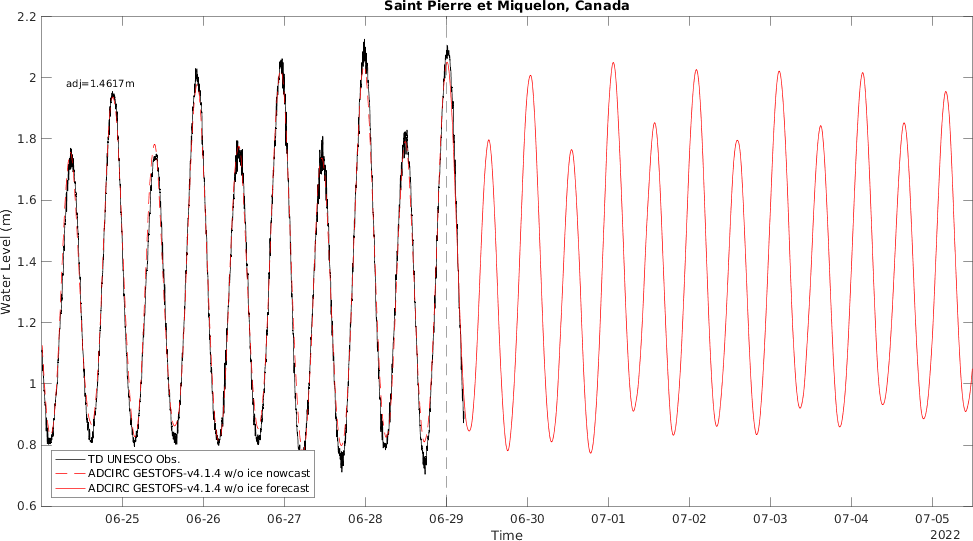 Saint Pierre et Miquelon, Canada
2.2
2
1.8
1.6
1.4
1.2
1
0.8
0.6
Water Level (m)
adj=1.4617m
TD UNESCO Obs.
ADCIRC GESTOFS-v4.1.4 w/o ice nowcast
ADCIRC GESTOFS-v4.1.4 w/o ice forecast
06-25 06-26 06-27 06-28 06-29 06-30 07-01 07-02 07-03 07-04 07-05
Time
2022